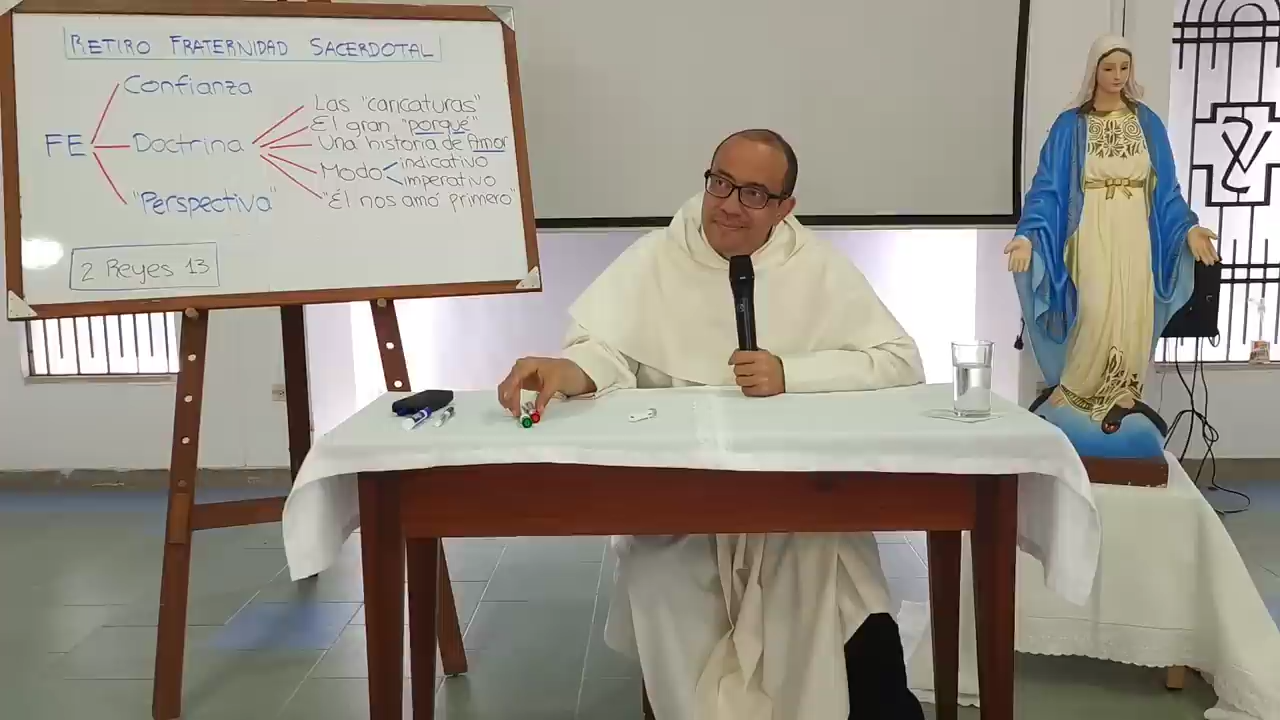 RETIRO FRATERNIDAD SACERDOTAL
FE
Confianza
Doctrina
"Perspectiva"
Las "caricaturas"
El gran "porqué"
Una historia de Amor
Modo
indicativo
imperativo
"Él nos amó primero"
2 Reyes 13